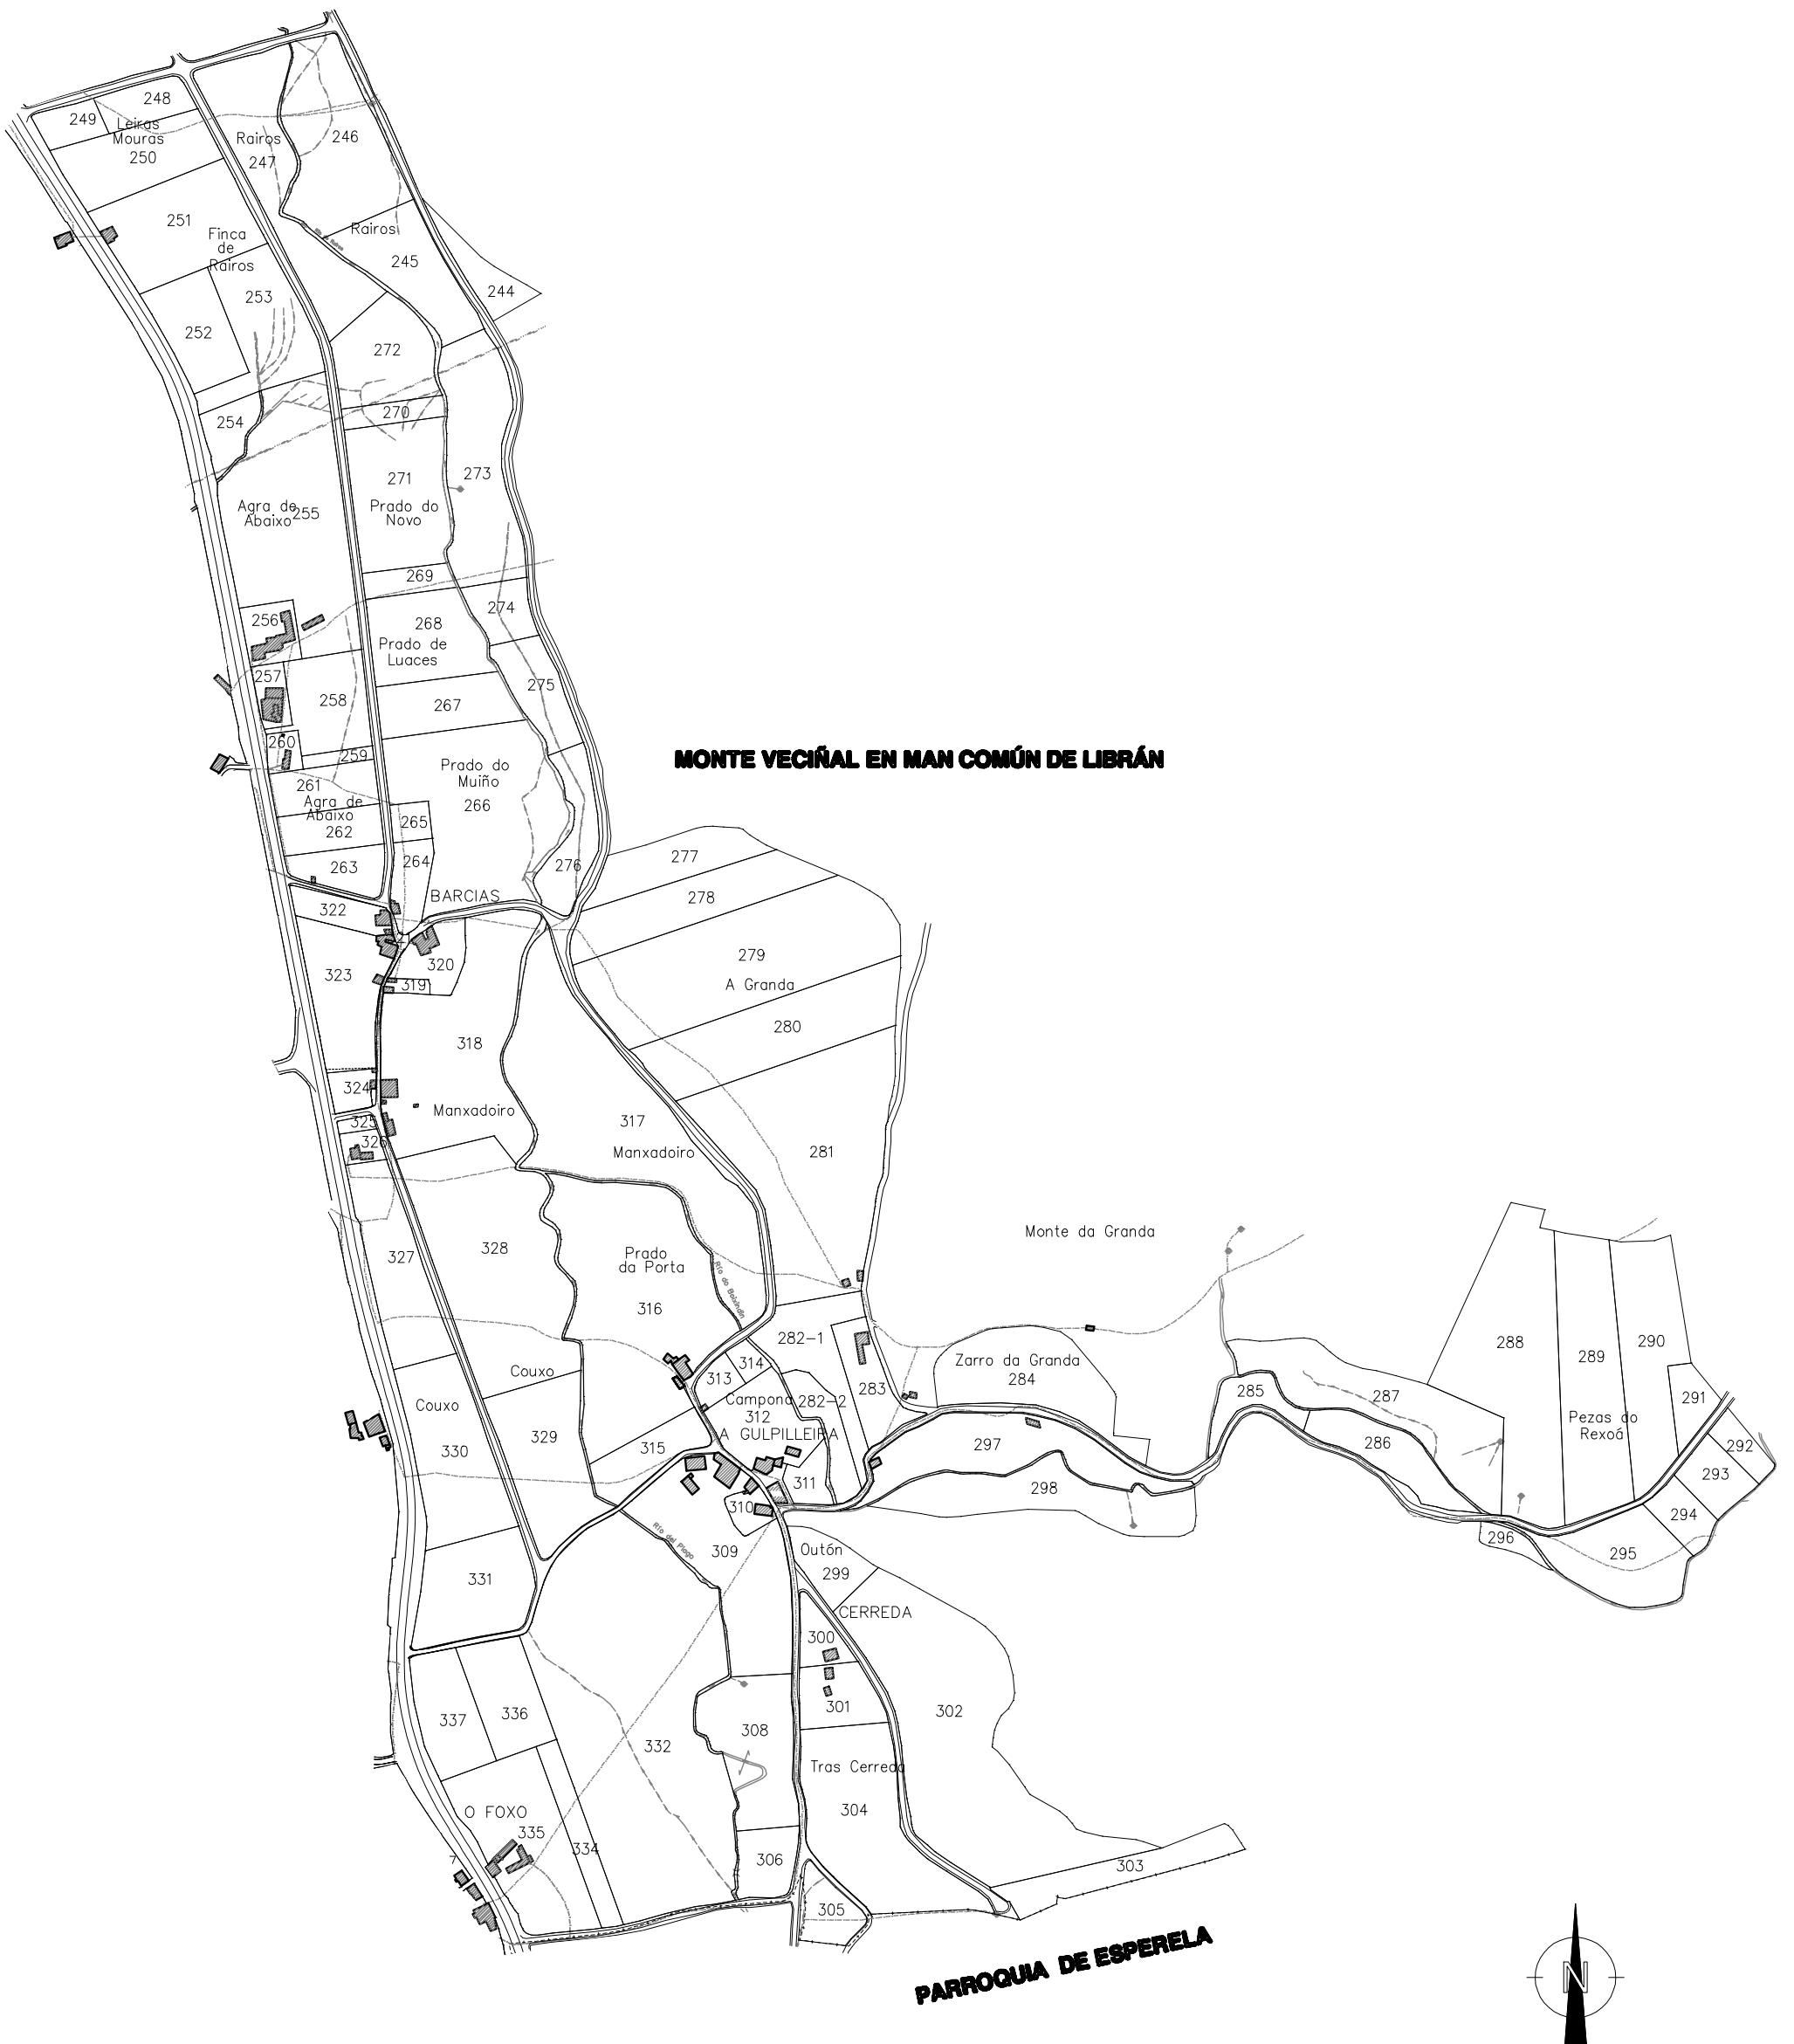 248
249
Leiras
Mouras
250
Rairos
247
246
251
Finca
de
Rairos
Rairos
245
244
253
252
272
254
270
271
273
Agra de
Abaixo
255
Prado do
Novo
269
256
268
274
Prado de
Luaces
257
258
275
267
260
259
MONTE VECIÑAL EN MAN COMÚN DE LIBRÁN
Prado do
Muiño
266
261
Agra de
Abaixo
262
265
263
264
276
277
278
BARCIAS
322
279
A Granda
323
320
319
280
318
324
Manxadoiro
325
326
317
Manxadoiro
281
327
328
Prado
da Porta
316
Monte da Granda
282-1
288
289
290
Couxo
314
313
Zarro da Granda
284
283
285
287
291
Couxo
Campona
282-2
312
A GULPILLEIRA
Pezas do
Rexoá
330
329
315
297
286
292
293
311
298
310
294
Río del Plago
309
Outón
299
296
295
331
CERREDA
300
337
336
301
302
308
332
Tras Cerreda
304
O FOXO
335
334
7
306
303
305
PARROQUIA DE ESPERELA
N